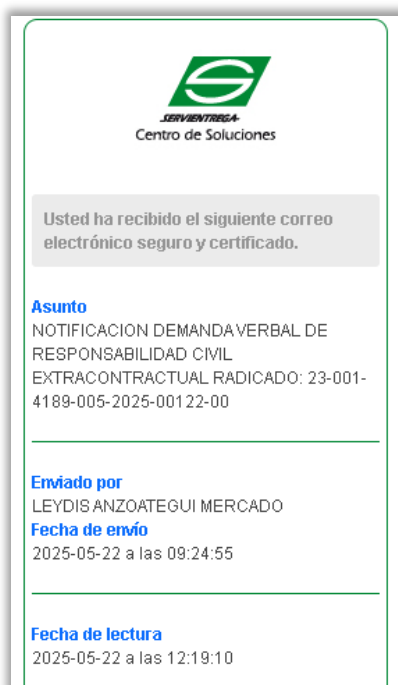 SERVIENTREGA
Centro de Soluciones
Usted ha recibido el siguiente correo
electrónico seguro y certificado.
Asunto
NOTIFICACION DEMANDA VERBAL DE
RESPONSABILIDAD CIVIL
EXTRACONTRACTUAL RADICADO: 23-001-
4189-005-2025-00122-00
Enviado por
LEYDIS ANZOATEGUI MERCADO
Fecha de envío
2025-05-22 a las 09:24:55
Fecha de lectura
2025-05-22 a las 12:19:10